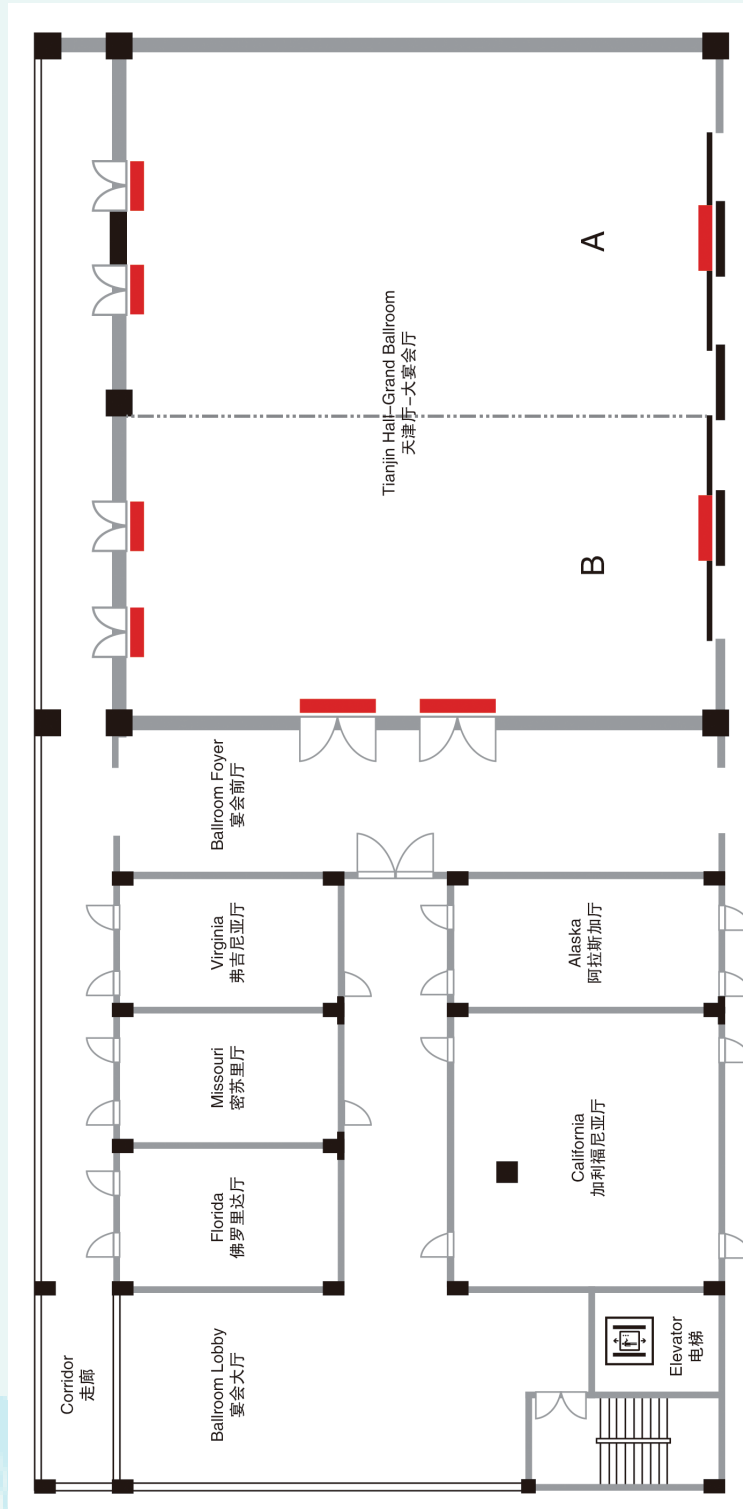 Corridor
走廊
Ballroom Lobby
宴会大厅
Elevator
电梯
Florida
佛罗里达厅
Missouri
密苏里厅
Virginia
弗吉尼亚厅
California
加利福尼亚厅
Alaska
阿拉斯加厅
Ballroom Foyer
宴会前厅
Tianjin Hall-Grand Ballroom
天津厅-大宴会厅
B
A